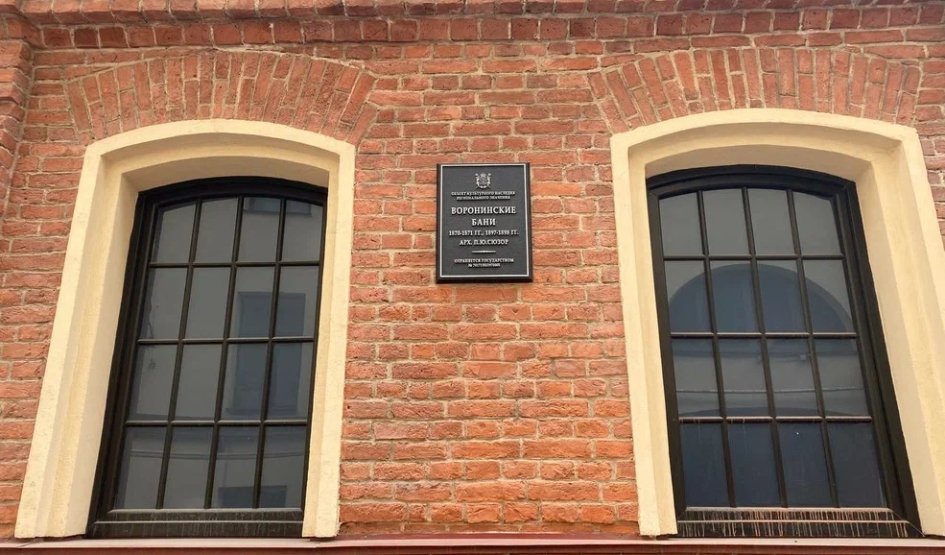 ОБЪЕКТ КУЛЬТУРНОГО НАСЛЕДИЯ
РЕГИОНАЛЬНОГО ЗНАЧЕНИЯ
ВОРОНИНСКИЕ
БАНИ
1870-1871 ГГ., 1897-1898 ГГ.
АРХ. П.Ю.СЮЗОР
ОХРАНЯЕТСЯ ГОСУДАРСТВОМ